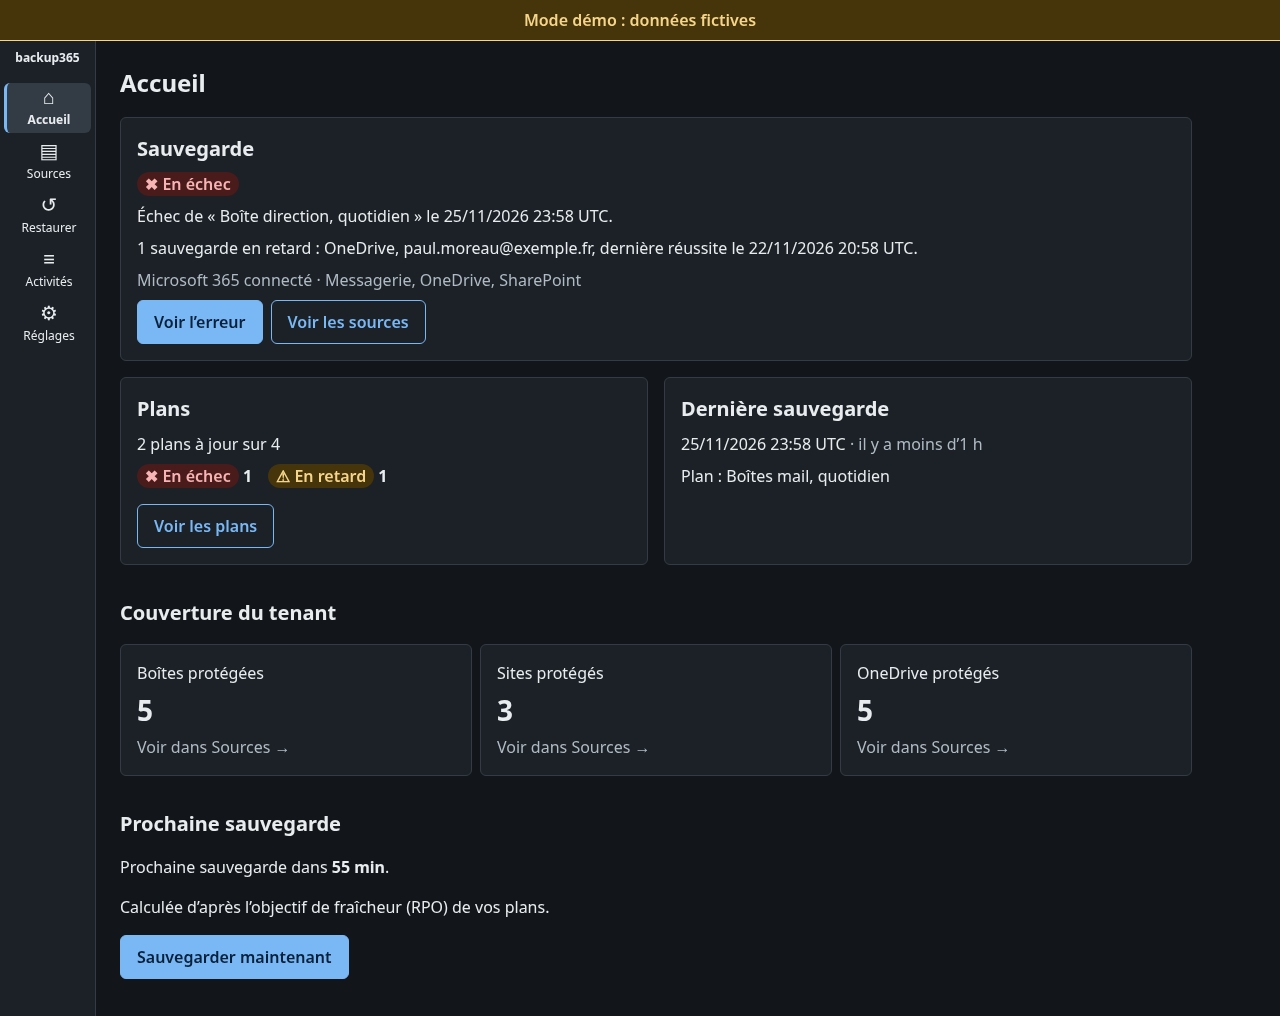 Mode démo : données fictives
backup365
Accueil
Sources
Restaurer
Activités
Réglages
Accueil
Sauvegarde
✖ En échec
Échec de « Boîte direction, quotidien » le 25/11/2026 23:58 UTC.
1 sauvegarde en retard : OneDrive, paul.moreau@exemple.fr, dernière réussite le 22/11/2026 20:58 UTC.
Microsoft 365 connecté · Messagerie, OneDrive, SharePoint
Voir l’erreur
Voir les sources
Plans
2 plans à jour sur 4
✖ En échec 1 ⚠ En retard 1
Voir les plans
Dernière sauvegarde
25/11/2026 23:58 UTC · il y a moins d’1 h
Plan : Boîtes mail, quotidien
Couverture du tenant
Boîtes protégées
5
Voir dans Sources →
Sites protégés
3
Voir dans Sources →
OneDrive protégés
5
Voir dans Sources →
Prochaine sauvegarde
Prochaine sauvegarde dans 55 min.
Calculée d’après l’objectif de fraîcheur (RPO) de vos plans.
Sauvegarder maintenant